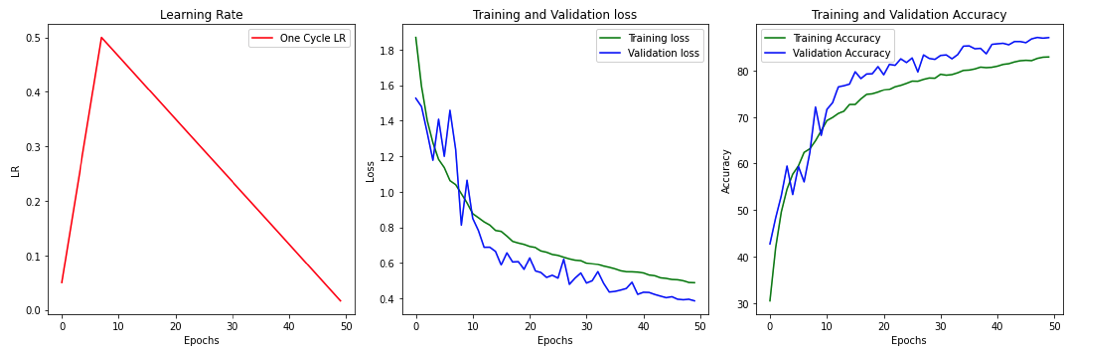 Learning Rate
One Cycle LR
LR
0.5
0.4
0.3
0.2
0.1
0.0
0 10 20 30 40 50
Epochs
Training and Validation loss
Training loss
Validation loss
Loss
1.8
1.6
1.4
1.2
1.0
0.8
0.6
0.4
0 10 20 30 40 50
Epochs
Training and Validation Accuracy
Training Accuracy
Validation Accuracy
Accuracy
80
70
60
50
40
30
0 10 20 30 40 50
Epochs